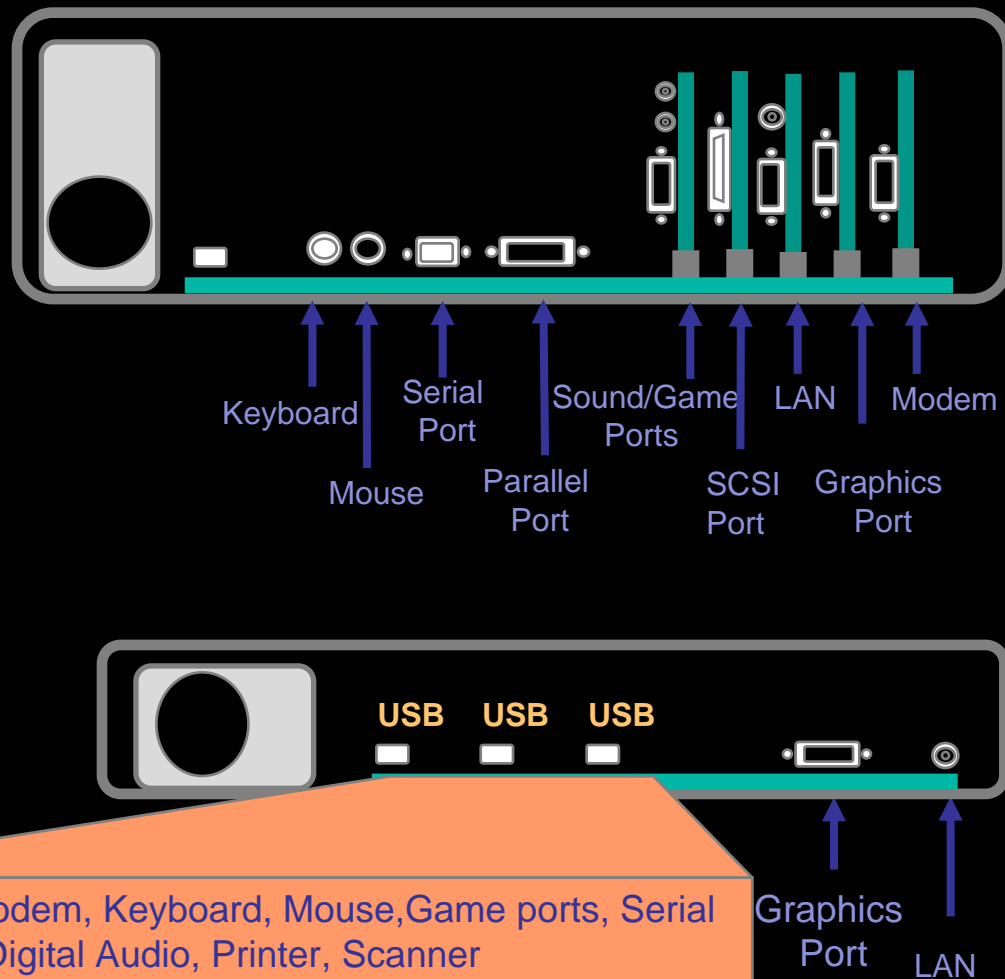 Keyboard
Serial
Port
Sound/Game
Ports
LAN
Modem
Mouse
Parallel
Port
SCSI
Port
Graphics
Port
USB USB USB
Keyboard, Mouse,Game ports, Serial
Digital Audio, Printer, Scanner
Graphics
Port
LAN